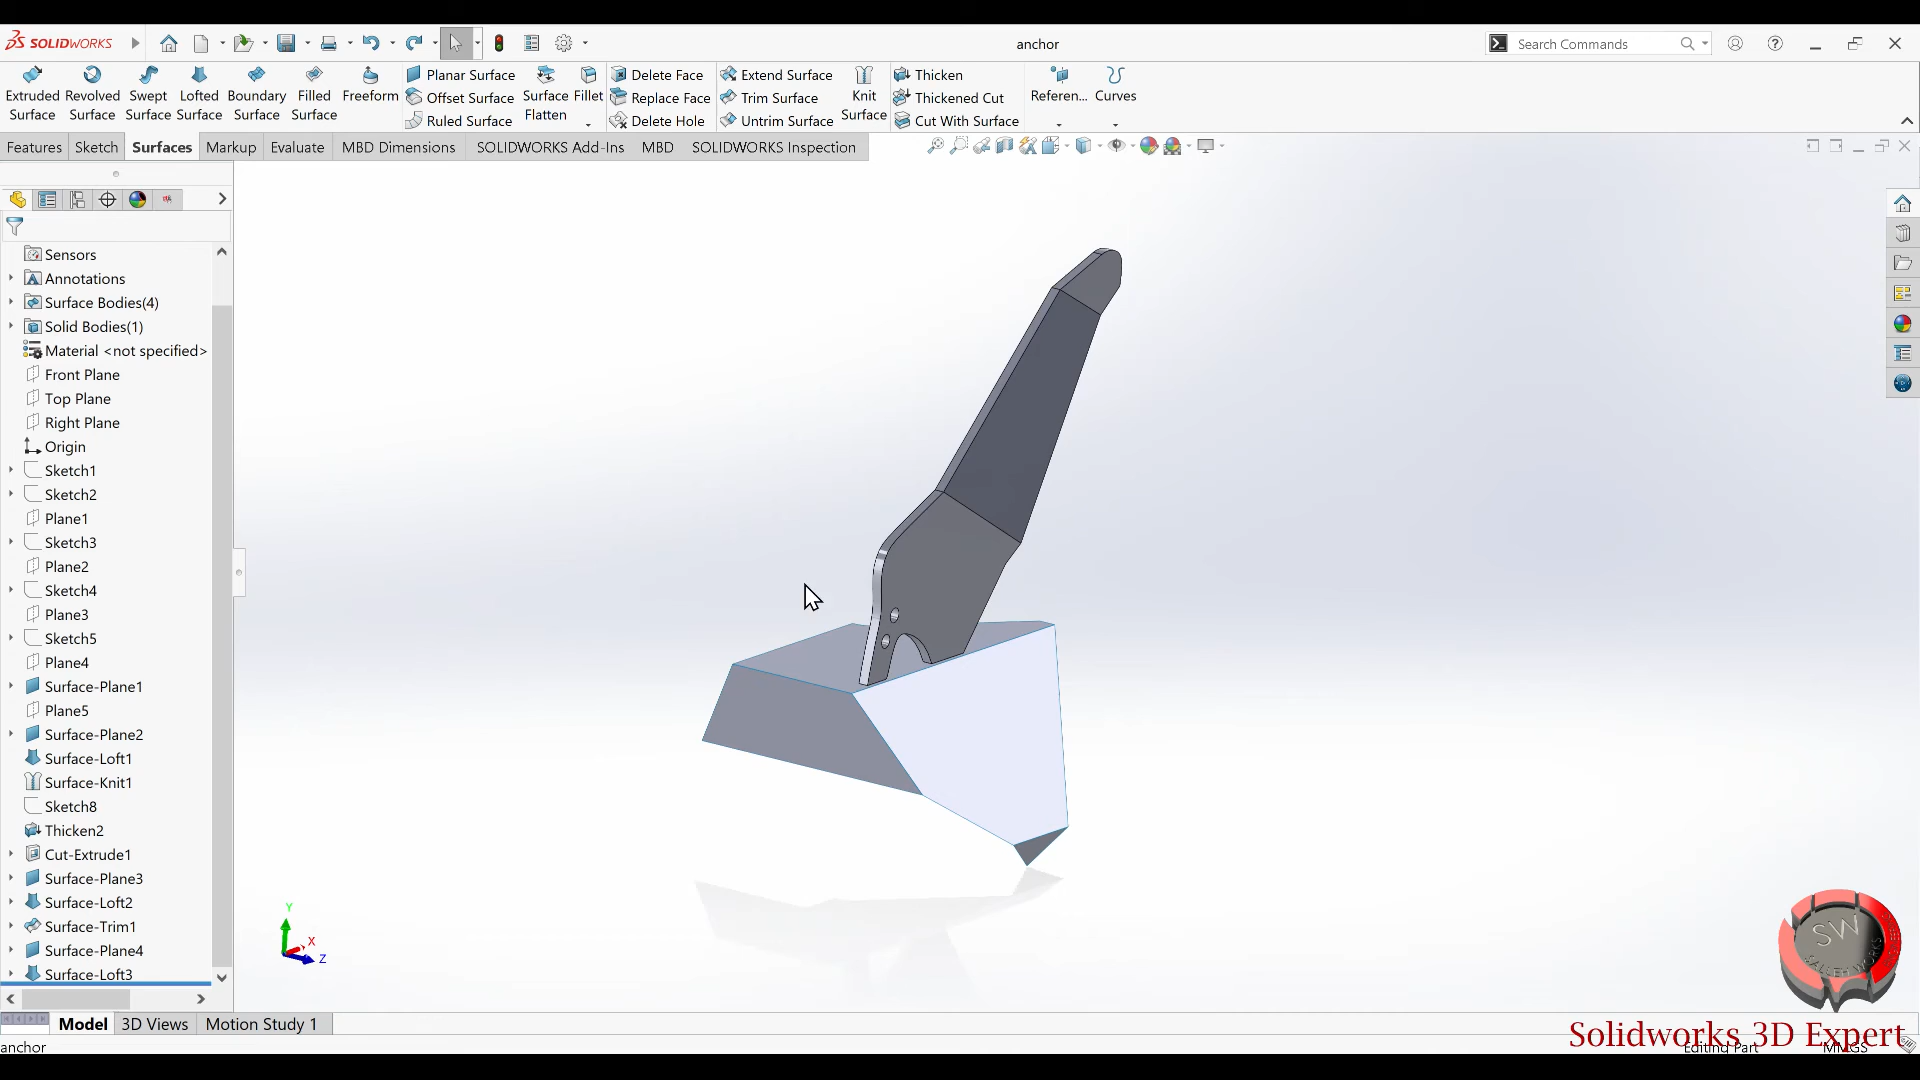 SOLIDWORKS
anchor
Search Commands
Extruded Surface
Revolved Surface
Swept Surface
Lofted Surface
Boundary Surface
Filled Surface
Freeform
Planar Surface
Offset Surface
Ruled Surface
Surface Flatten
Fillet
Delete Face
Replace Face
Delete Hole
Extend Surface
Trim Surface
Untrim Surface
Knit Surface
Thicken
Thickened Cut
Cut With Surface
Referen...
Curves
Features
Sketch
Surfaces
Markup
Evaluate
MBD Dimensions
SOLIDWORKS Add-Ins
MBD
SOLIDWORKS Inspection
Sensors
Annotations
Surface Bodies(4)
Solid Bodies(1)
Material <not specified>
Front Plane
Top Plane
Right Plane
Origin
Sketch1
Sketch2
Plane1
Sketch3
Plane2
Sketch4
Plane3
Sketch5
Plane4
Surface-Plane1
Plane5
Surface-Plane2
Surface-Loft1
Surface-Knit1
Sketch8
Thicken2
Cut-Extrude1
Surface-Plane3
Surface-Loft2
Surface-Trim1
Surface-Plane4
Surface-Loft3
Y
X
Z
SW
Model
3D Views
Motion Study 1
Solidworks 3D Expert
anchor
Editing Part
MMGS